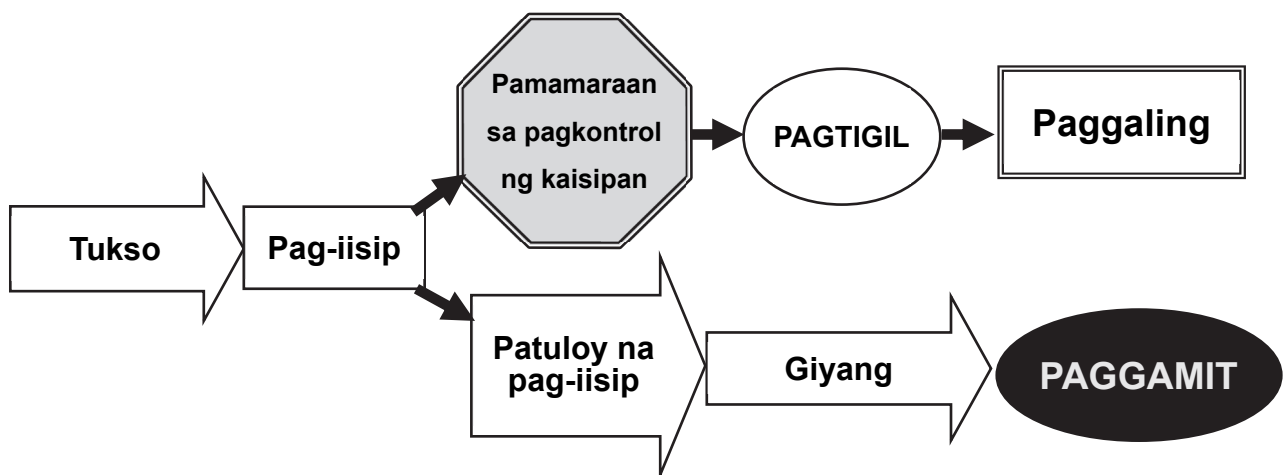 Pamamaraan
sa pagkontrol
ng kaisipan
PAGTIGIL
Paggaling
Tukso
Pag-iisip
Patuloy na
pag-iisip
Giyang
PAGGAMIT